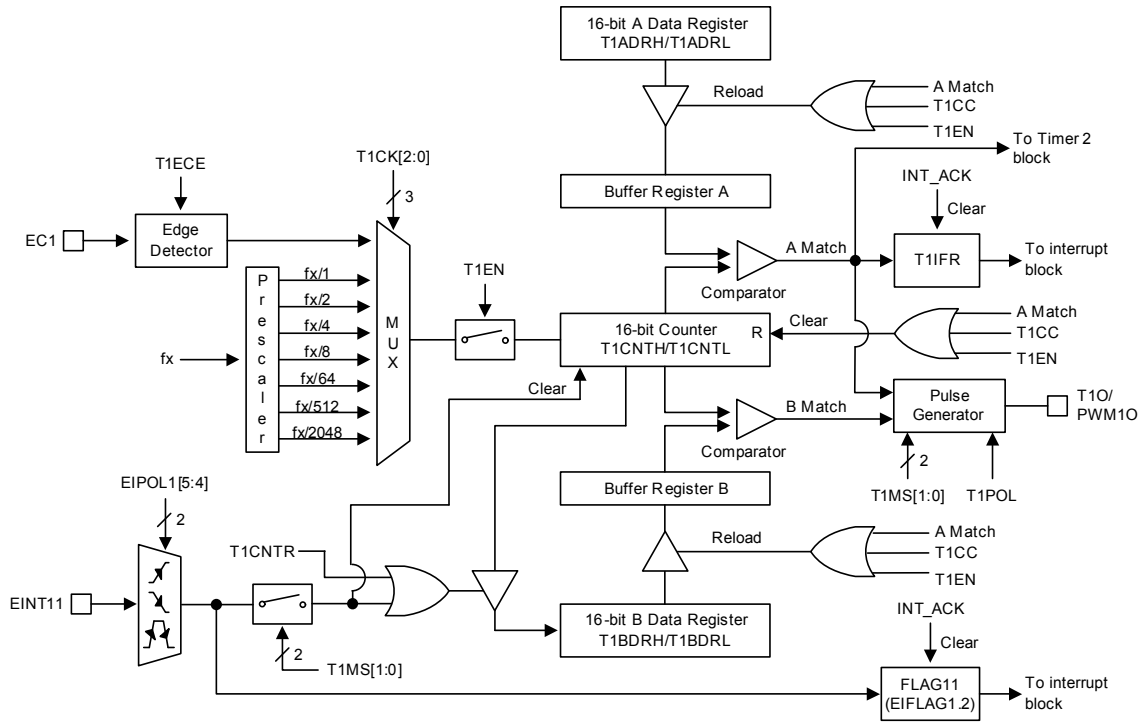 16-bit A Data Register
T1ADRH/T1ADRL
Reload
A Match
T1CC
T1EN
To Timer 2
block
T1ECE
T1CK[2:0]
3
Buffer Register A
INT_ACK
Clear
EC1
Edge
Detector
A Match
T1IFR
To interrupt
block
Comparator
Prescaler
fx/1
fx/2
fx/4
fx/8
fx/64
fx/512
fx/2048
fx
MUX
T1EN
16-bit Counter
T1CNTH/T1CNTL
R
Clear
A Match
T1CC
T1EN
Clear
B Match
Comparator
Pulse
Generator
T1O/
PWM1O
2
T1MS[1:0]
T1POL
EIPOL1[5:4]
2
Buffer Register B
Reload
A Match
T1CC
T1EN
T1CNTR
EINT11
2
T1MS[1:0]
16-bit B Data Register
T1BDRH/T1BDRL
INT_ACK
Clear
FLAG11
(EIFLAG1.2)
To interrupt
block